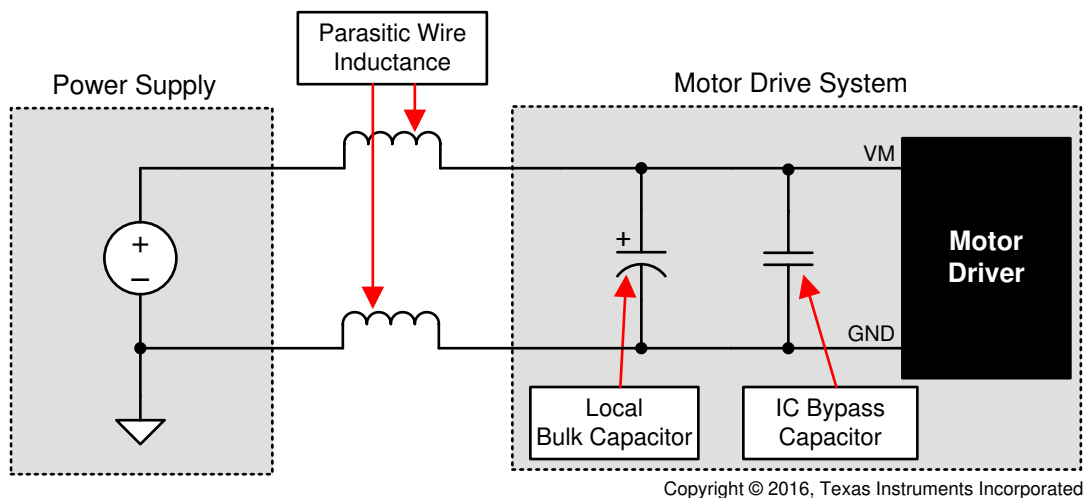 Parasitic Wire
Inductance
Power Supply
Motor Drive System
VM
+
–
+
Motor
Driver
GND
Local
Bulk Capacitor
IC Bypass
Capacitor
Copyright © 2016, Texas Instruments Incorporated